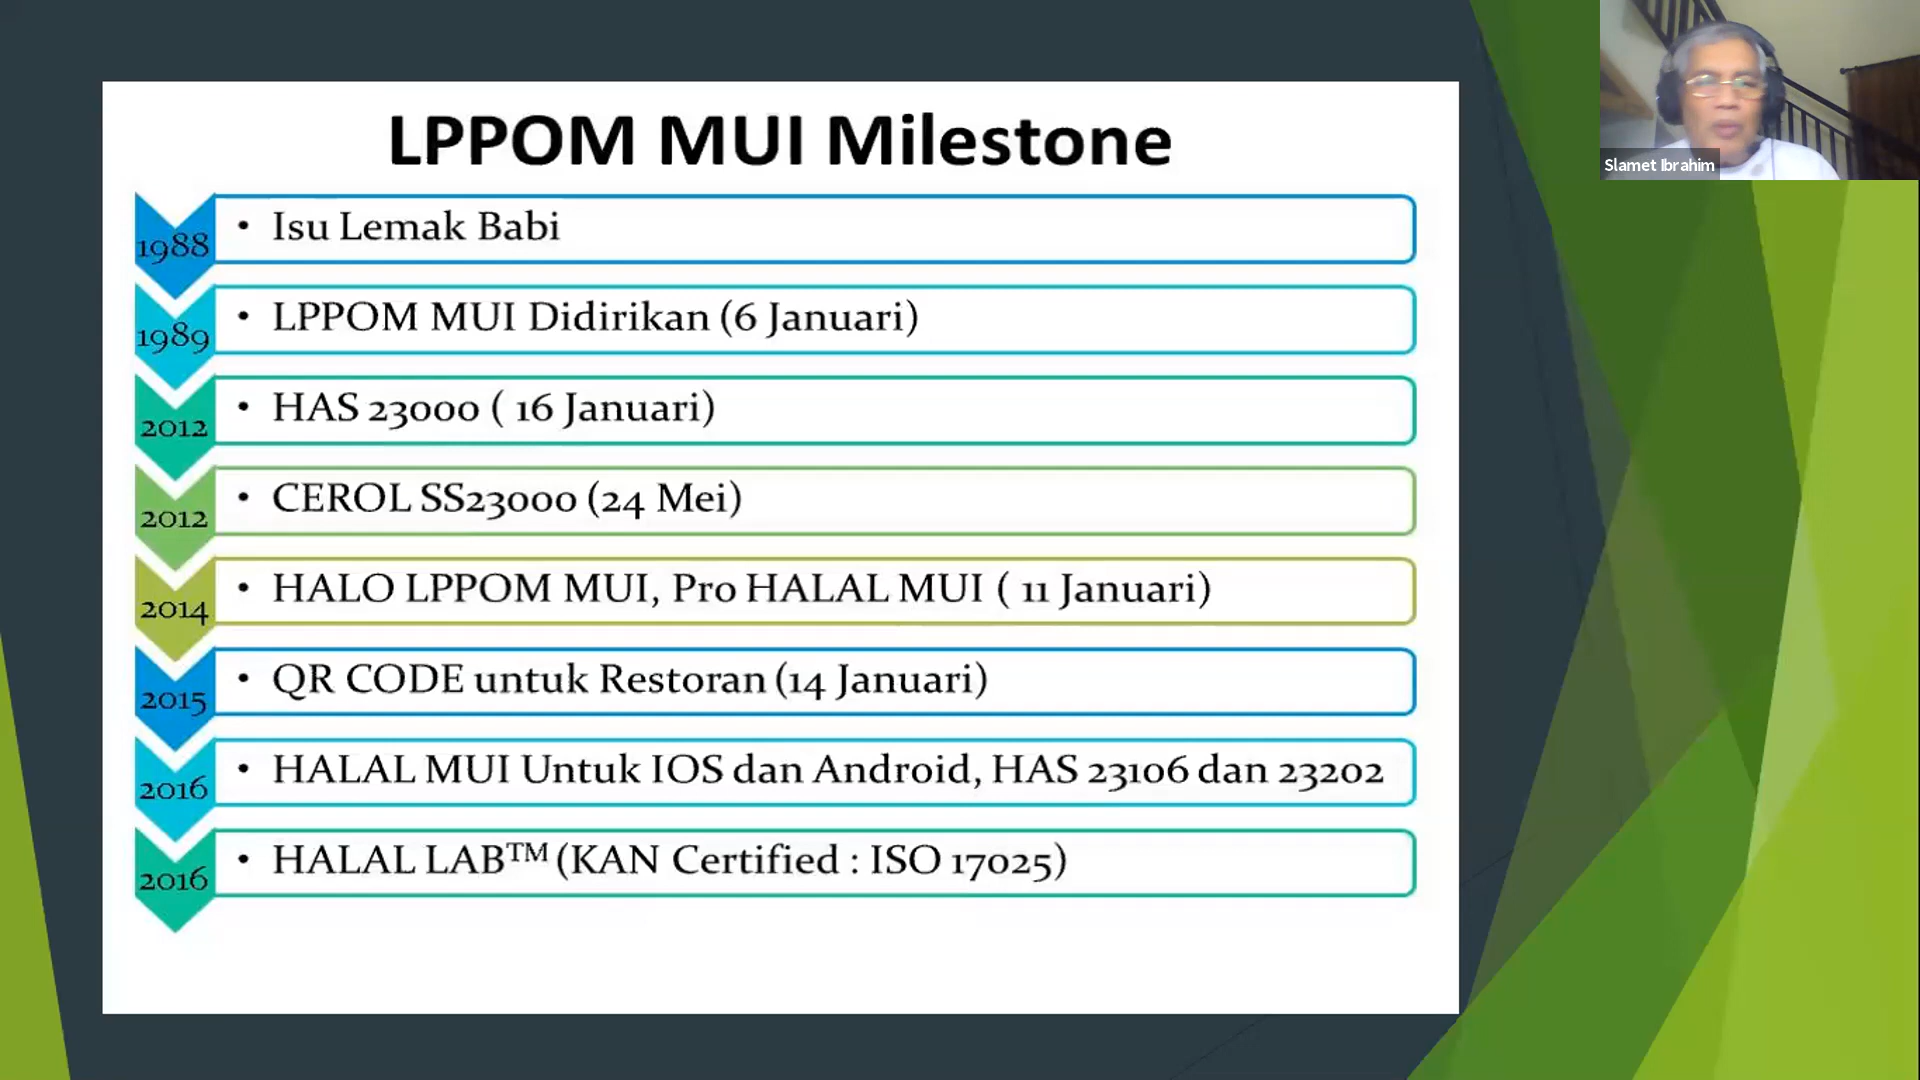 LPPOM MUI Milestone
1988
• Isu Lemak Babi
1989
• LPPOM MUI Didirikan (6 Januari)
2012
• HAS 23000 ( 16 Januari)
2012
• CEROL SS23000 (24 Mei)
2014
• HALO LPPOM MUI, Pro HALAL MUI ( 11 Januari)
2015
• QR CODE untuk Restoran (14 Januari)
2016
• HALAL MUI Untuk IOS dan Android, HAS 23106 dan 23202
2016
• HALAL LAB™ (KAN Certified : ISO 17025)
Slamet Ibrahim